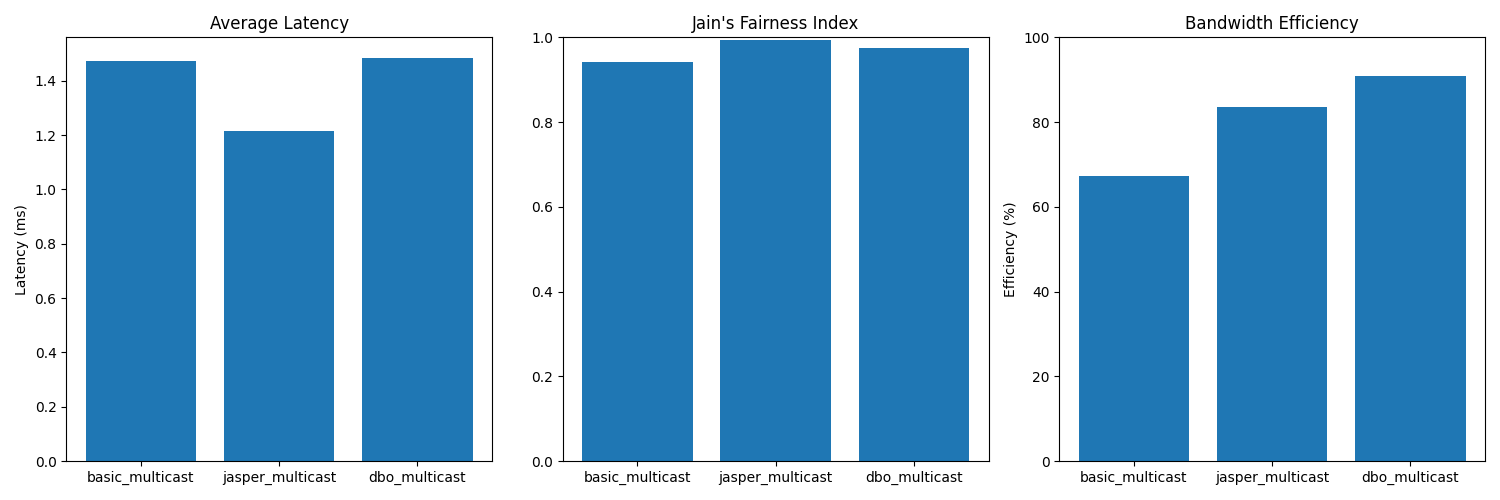 Average Latency
Latency (ms)
1.4
1.2
1.0
0.8
0.6
0.4
0.2
0.0
basic_multicast jasper_multicast dbo_multicast
Jain's Fairness Index
1.0
0.8
0.6
0.4
0.2
0.0
basic_multicast jasper_multicast dbo_multicast
Bandwidth Efficiency
Efficiency (%)
100
80
60
40
20
0
basic_multicast jasper_multicast dbo_multicast